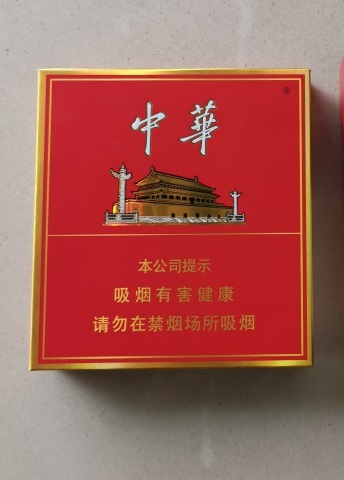 中華
®
本公司提示
吸烟有害健康
请勿在禁烟场所吸烟